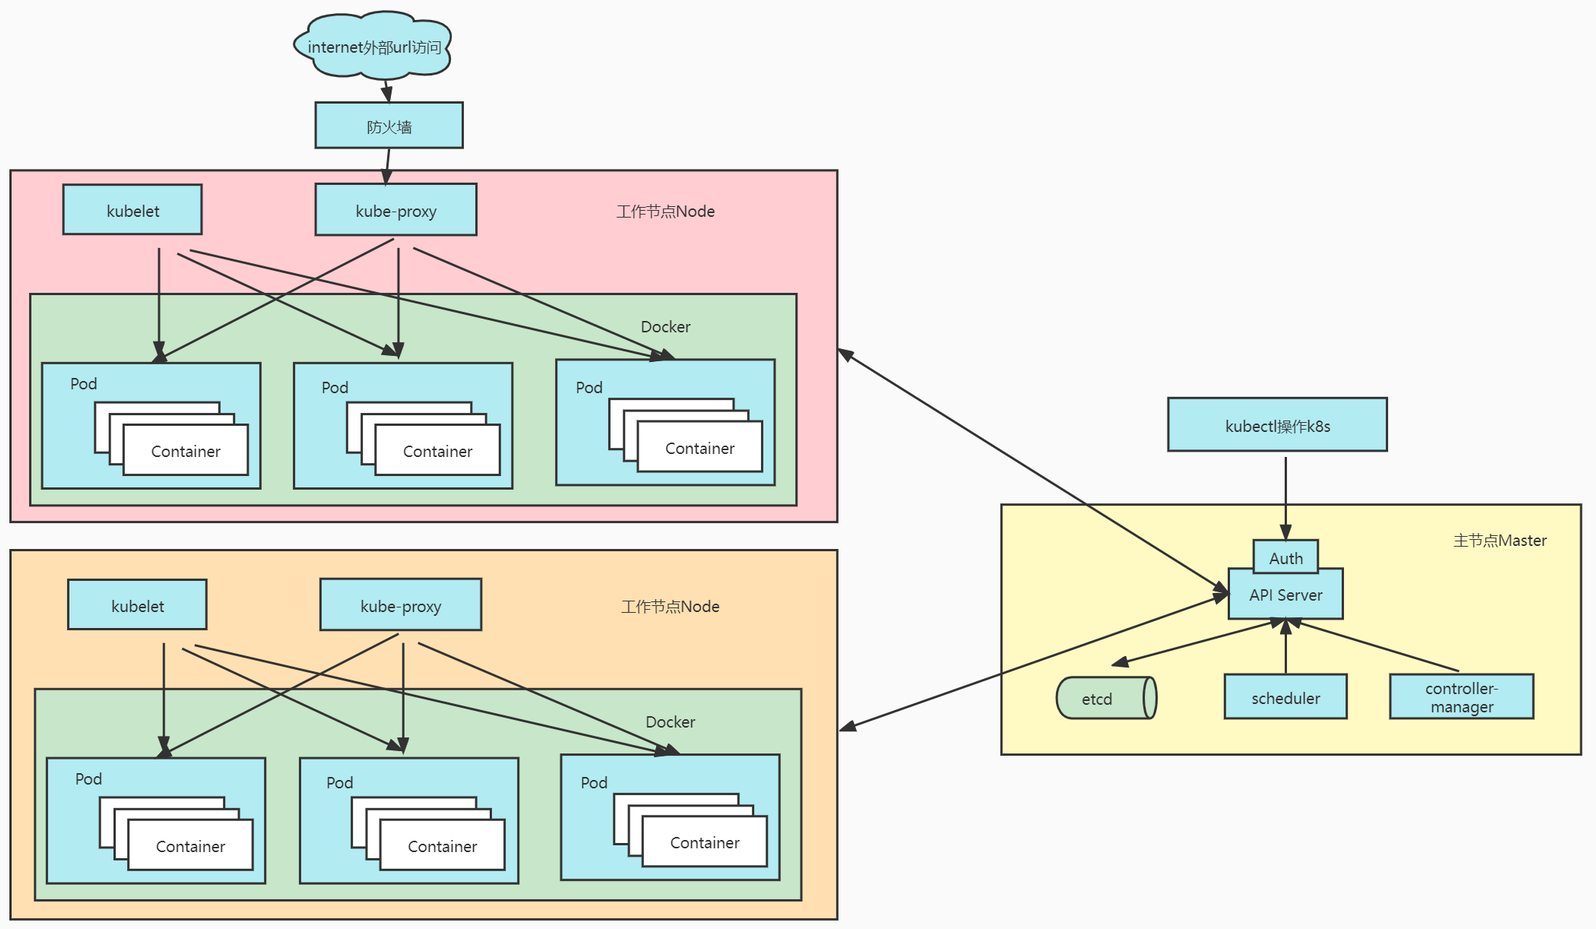 internet外部url访问
防火墙
kubelet
kube-proxy
工作节点Node
Docker
Pod
Container
Pod
Container
Pod
Container
kubelet
kube-proxy
工作节点Node
Docker
Pod
Container
Pod
Container
Pod
Container
kubectl操作k8s
主节点Master
Auth
API Server
etcd
scheduler
controller-
manager